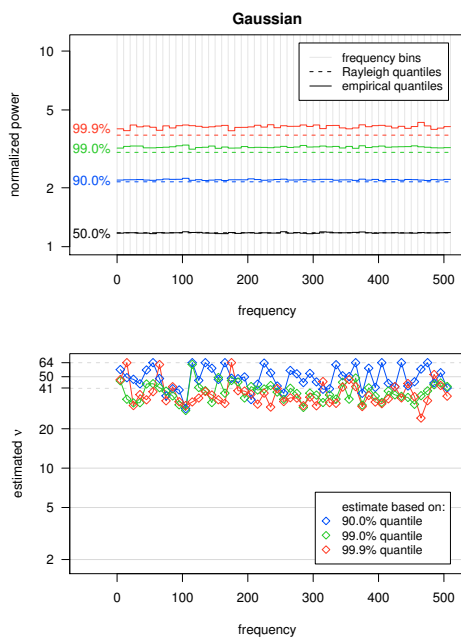 Gaussian
normalized power
10
5
2
1
99.9%
99.0%
90.0%
50.0%
frequency bins
Rayleigh quantiles
empirical quantiles
0
100
200
300
400
500
frequency
estimated ν
64
50
41
20
10
5
2
estimate based on:
90.0% quantile
99.0% quantile
99.9% quantile
0
100
200
300
400
500
frequency